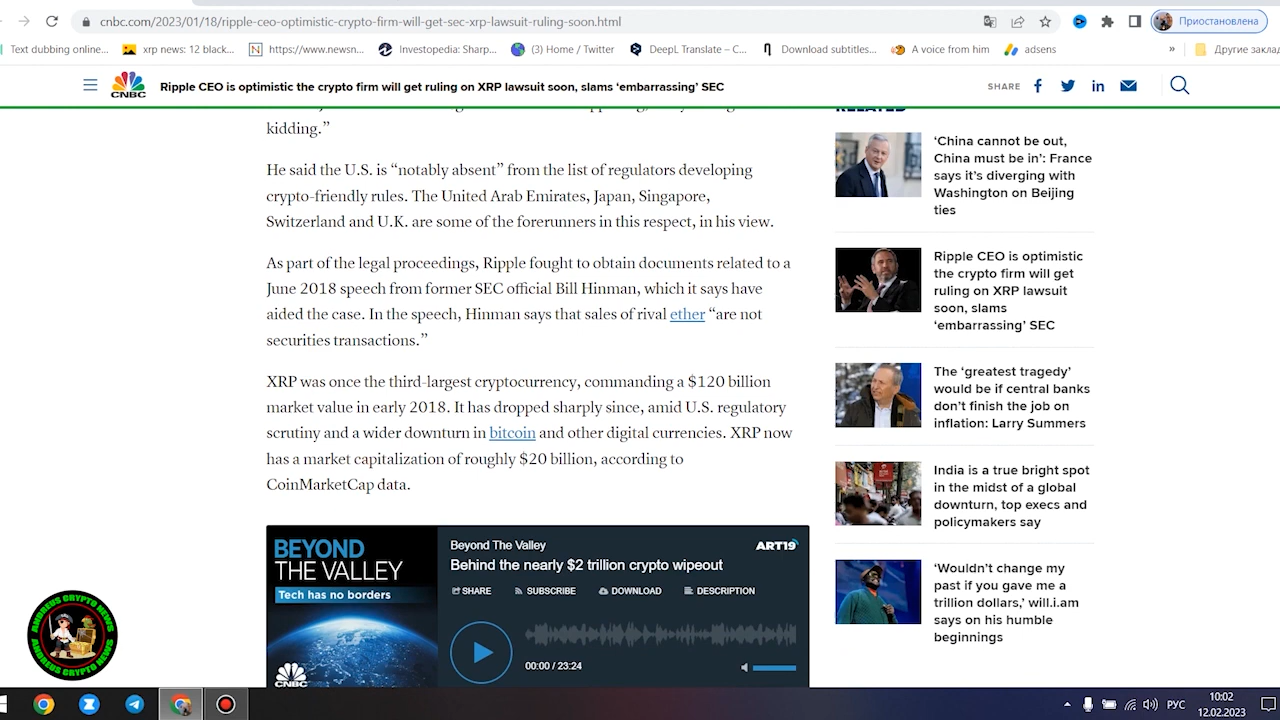 cnbc.com/2023/01/18/ripple-ceo-optimistic-crypto-firm-will-get-sec-xrp-lawsuit-ruling-soon.html
Приостановлена
Text dubbing online...
xrp news: 12 black...
https://www.newsn...
Investopedia: Sharp...
(3) Home / Twitter
DeepL Translate – C...
Download subtitles...
A voice from him
adsens
»
Другие заклад
CNBC
Ripple CEO is optimistic the crypto firm will get ruling on XRP lawsuit soon, slams ‘embarrassing’ SEC
SHARE
kidding.”
He said the U.S. is “notably absent” from the list of regulators developing
crypto-friendly rules. The United Arab Emirates, Japan, Singapore,
Switzerland and U.K. are some of the forerunners in this respect, in his view.
As part of the legal proceedings, Ripple fought to obtain documents related to a
June 2018 speech from former SEC official Bill Hinman, which it says have
aided the case. In the speech, Hinman says that sales of rival ether “are not
securities transactions.”
XRP was once the third-largest cryptocurrency, commanding a $120 billion
market value in early 2018. It has dropped sharply since, amid U.S. regulatory
scrutiny and a wider downturn in bitcoin and other digital currencies. XRP now
has a market capitalization of roughly $20 billion, according to
CoinMarketCap data.
BEYOND
THE VALLEY
Tech has no borders
CNBC
Beyond The Valley
ART19
Behind the nearly $2 trillion crypto wipeout
SHARE
SUBSCRIBE
DOWNLOAD
DESCRIPTION
00:00 / 23:24
RELATED
‘China cannot be out,
China must be in’: France
says it’s diverging with
Washington on Beijing
ties
Ripple CEO is optimistic
the crypto firm will get
ruling on XRP lawsuit
soon, slams
‘embarrassing’ SEC
The ‘greatest tragedy’
would be if central banks
don’t finish the job on
inflation: Larry Summers
India is a true bright spot
in the midst of a global
downturn, top execs and
policymakers say
‘Wouldn’t change my
past if you gave me a
trillion dollars,’ will.i.am
says on his humble
beginnings
ANDREUS CRYPTO NEWS
ANDREUS CRYPTO NEWS
РУС
10:02
12.02.2023